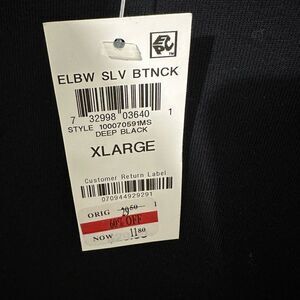 ELBW SLV BTNCK
7 32998 03640 1
STYLE 100070591MS
DEEP BLACK
XLARGE
Customer Return Label
070944929291
ORIG
60% OFF
NOW 11.80